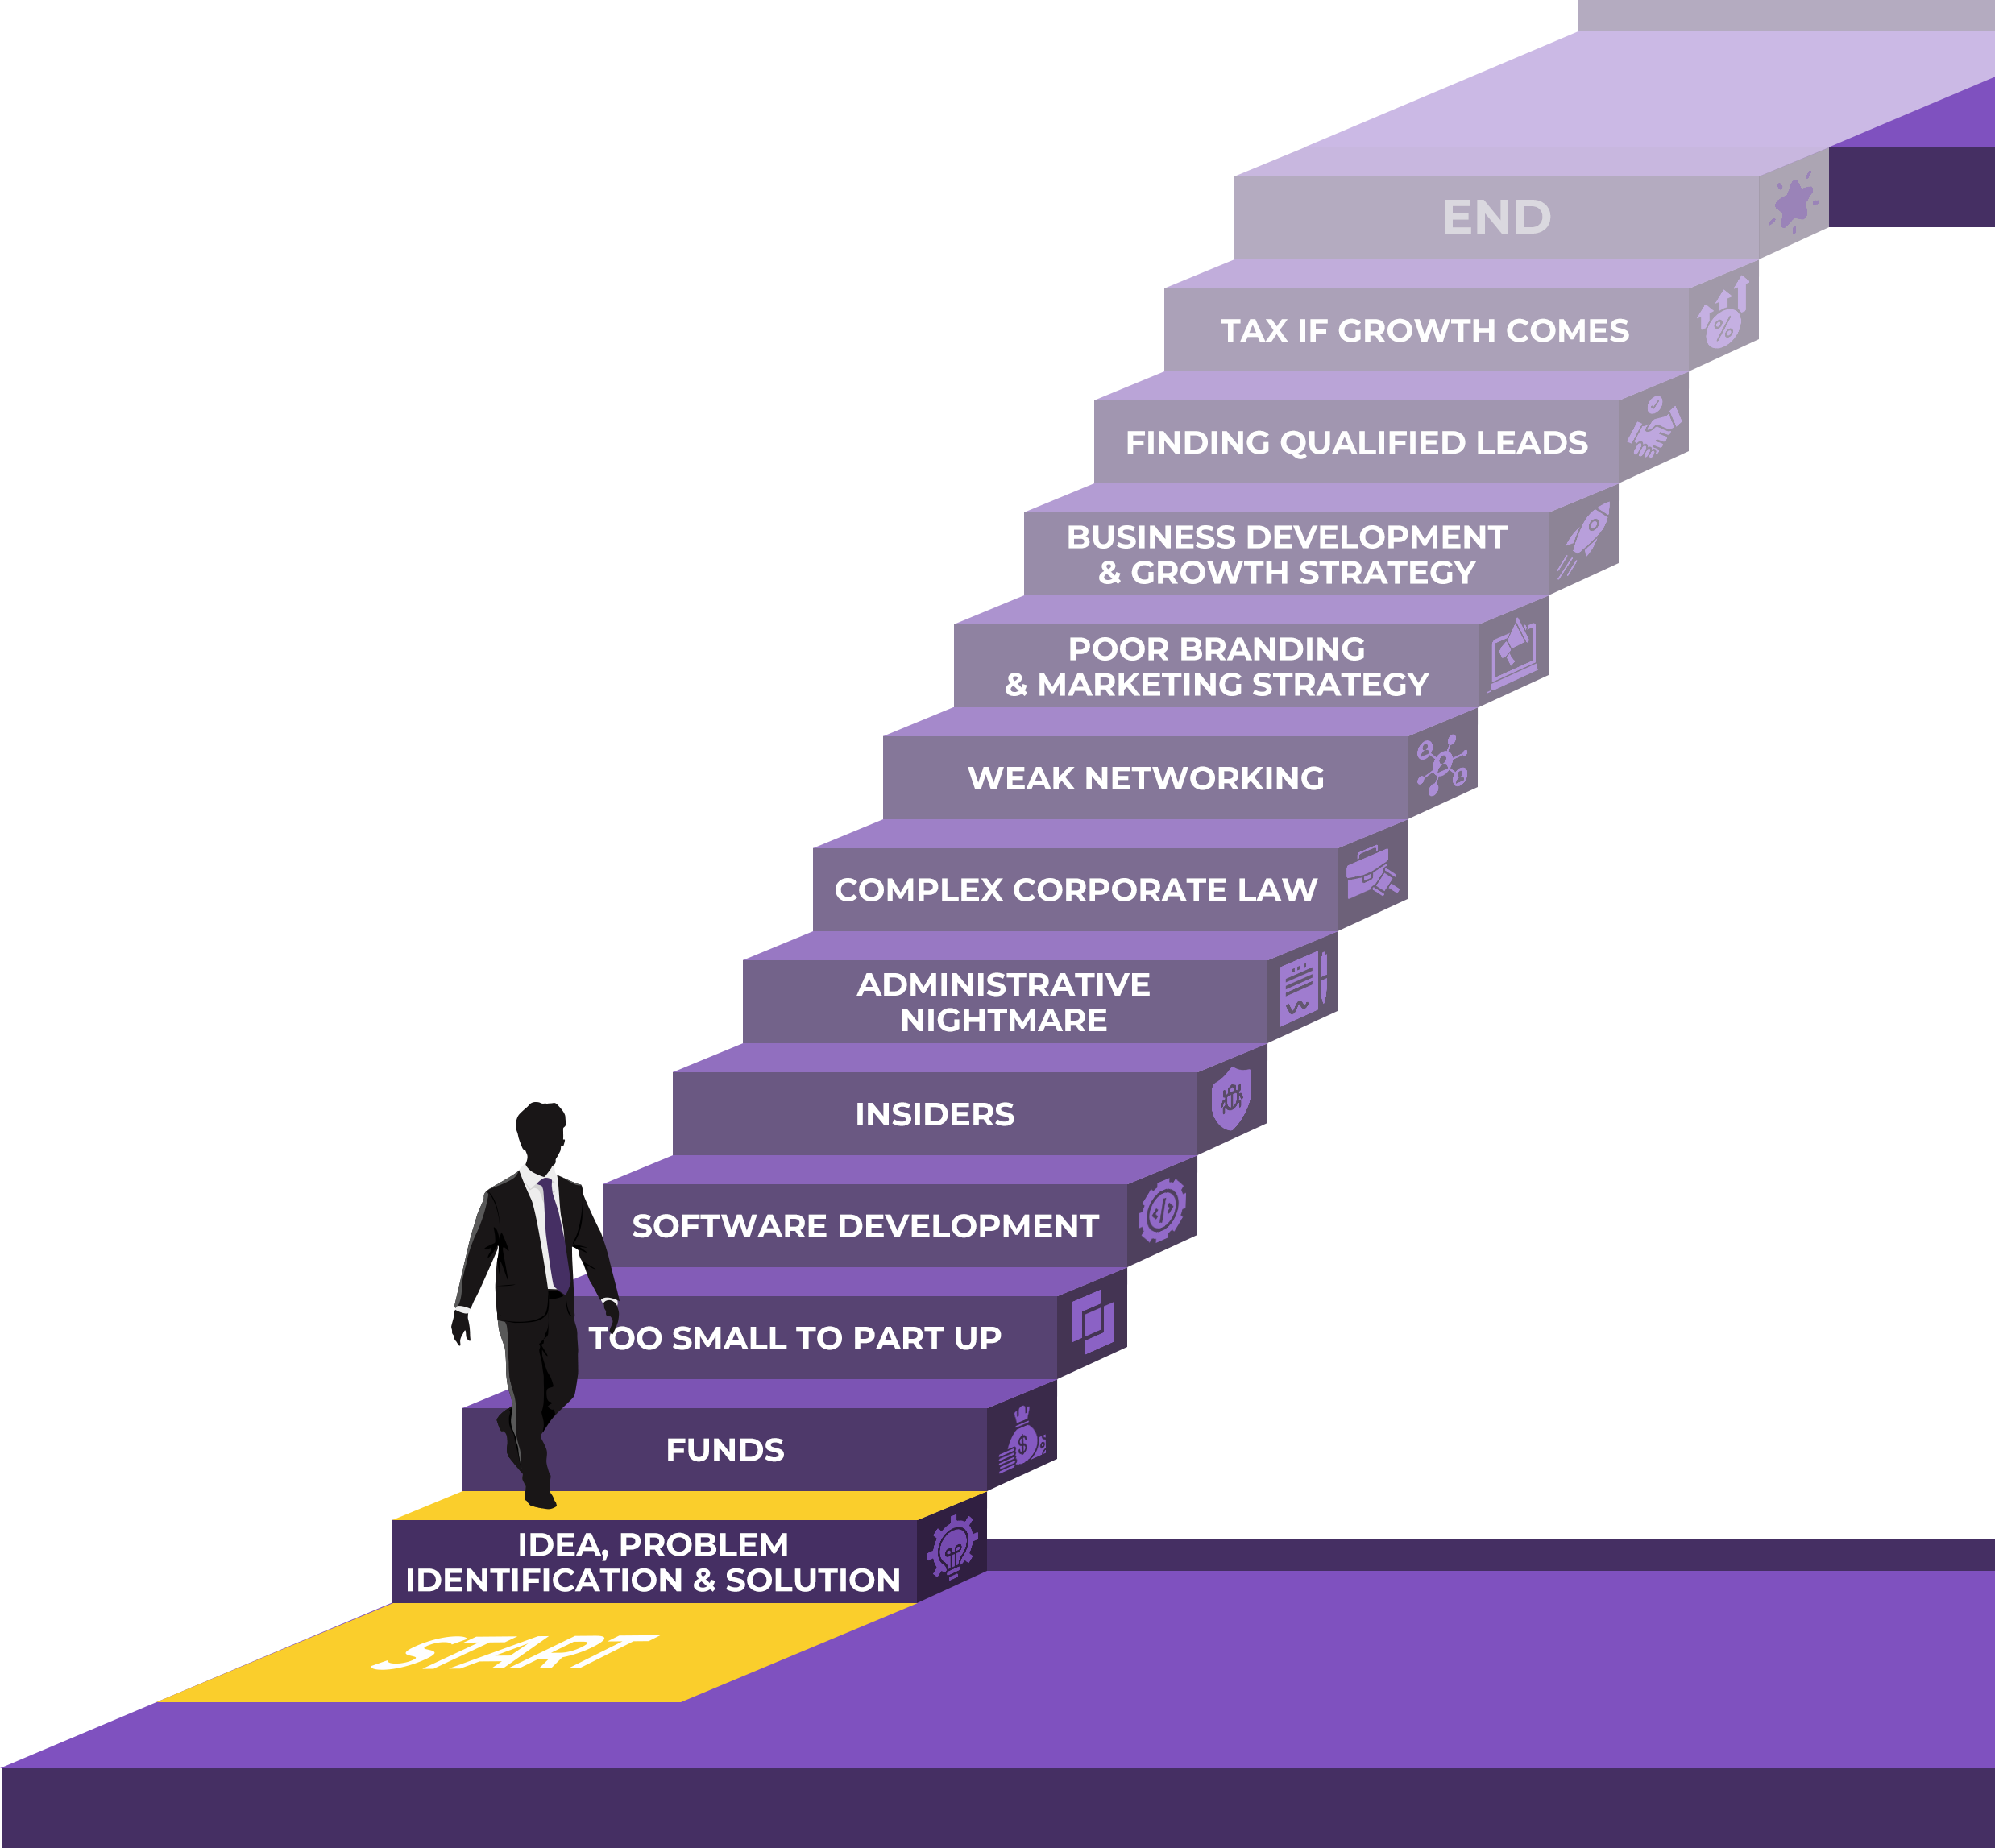 END
TAX IF GROWTH COMES
FINDING QUALIFIED LEADS
BUSINESS DEVELOPMENT
& GROWTH STRATEGY
POOR BRANDING
& MARKETING STRATEGY
WEAK NETWORKING
COMPLEX CORPORATE LAW
ADMINISTRATIVE
NIGHTMARE
INSIDERS
SOFTWARE DEVELOPMENT
TOO SMALL TO PART UP
FUNDS
IDEA, PROBLEM
IDENTIFICATION & SOLUTION
START